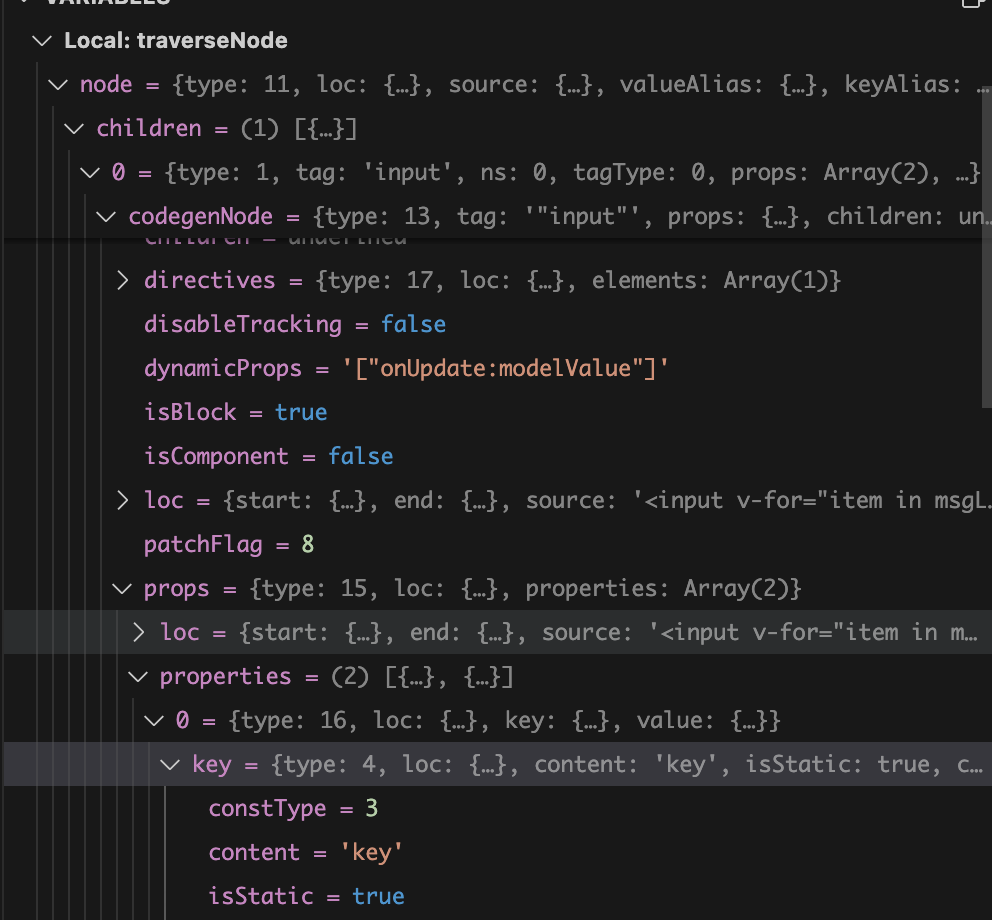 VARIABLES
Local: traverseNode
node = {type: 11, loc: {…}, source: {…}, valueAlias: {…}, keyAlias: …
children = (1) [{…}]
0 = {type: 1, tag: 'input', ns: 0, tagType: 0, props: Array(2), …}
codegenNode = {type: 13, tag: '"input"', props: {…}, children: un…
children = undefined
directives = {type: 17, loc: {…}, elements: Array(1)}
disableTracking = false
dynamicProps = '["onUpdate:modelValue"]'
isBlock = true
isComponent = false
loc = {start: {…}, end: {…}, source: '<input v-for="item in msgL…
patchFlag = 8
props = {type: 15, loc: {…}, properties: Array(2)}
loc = {start: {…}, end: {…}, source: '<input v-for="item in m…
properties = (2) [{…}, {…}]
0 = {type: 16, loc: {…}, key: {…}, value: {…}}
key = {type: 4, loc: {…}, content: 'key', isStatic: true, c…
constType = 3
content = 'key'
isStatic = true